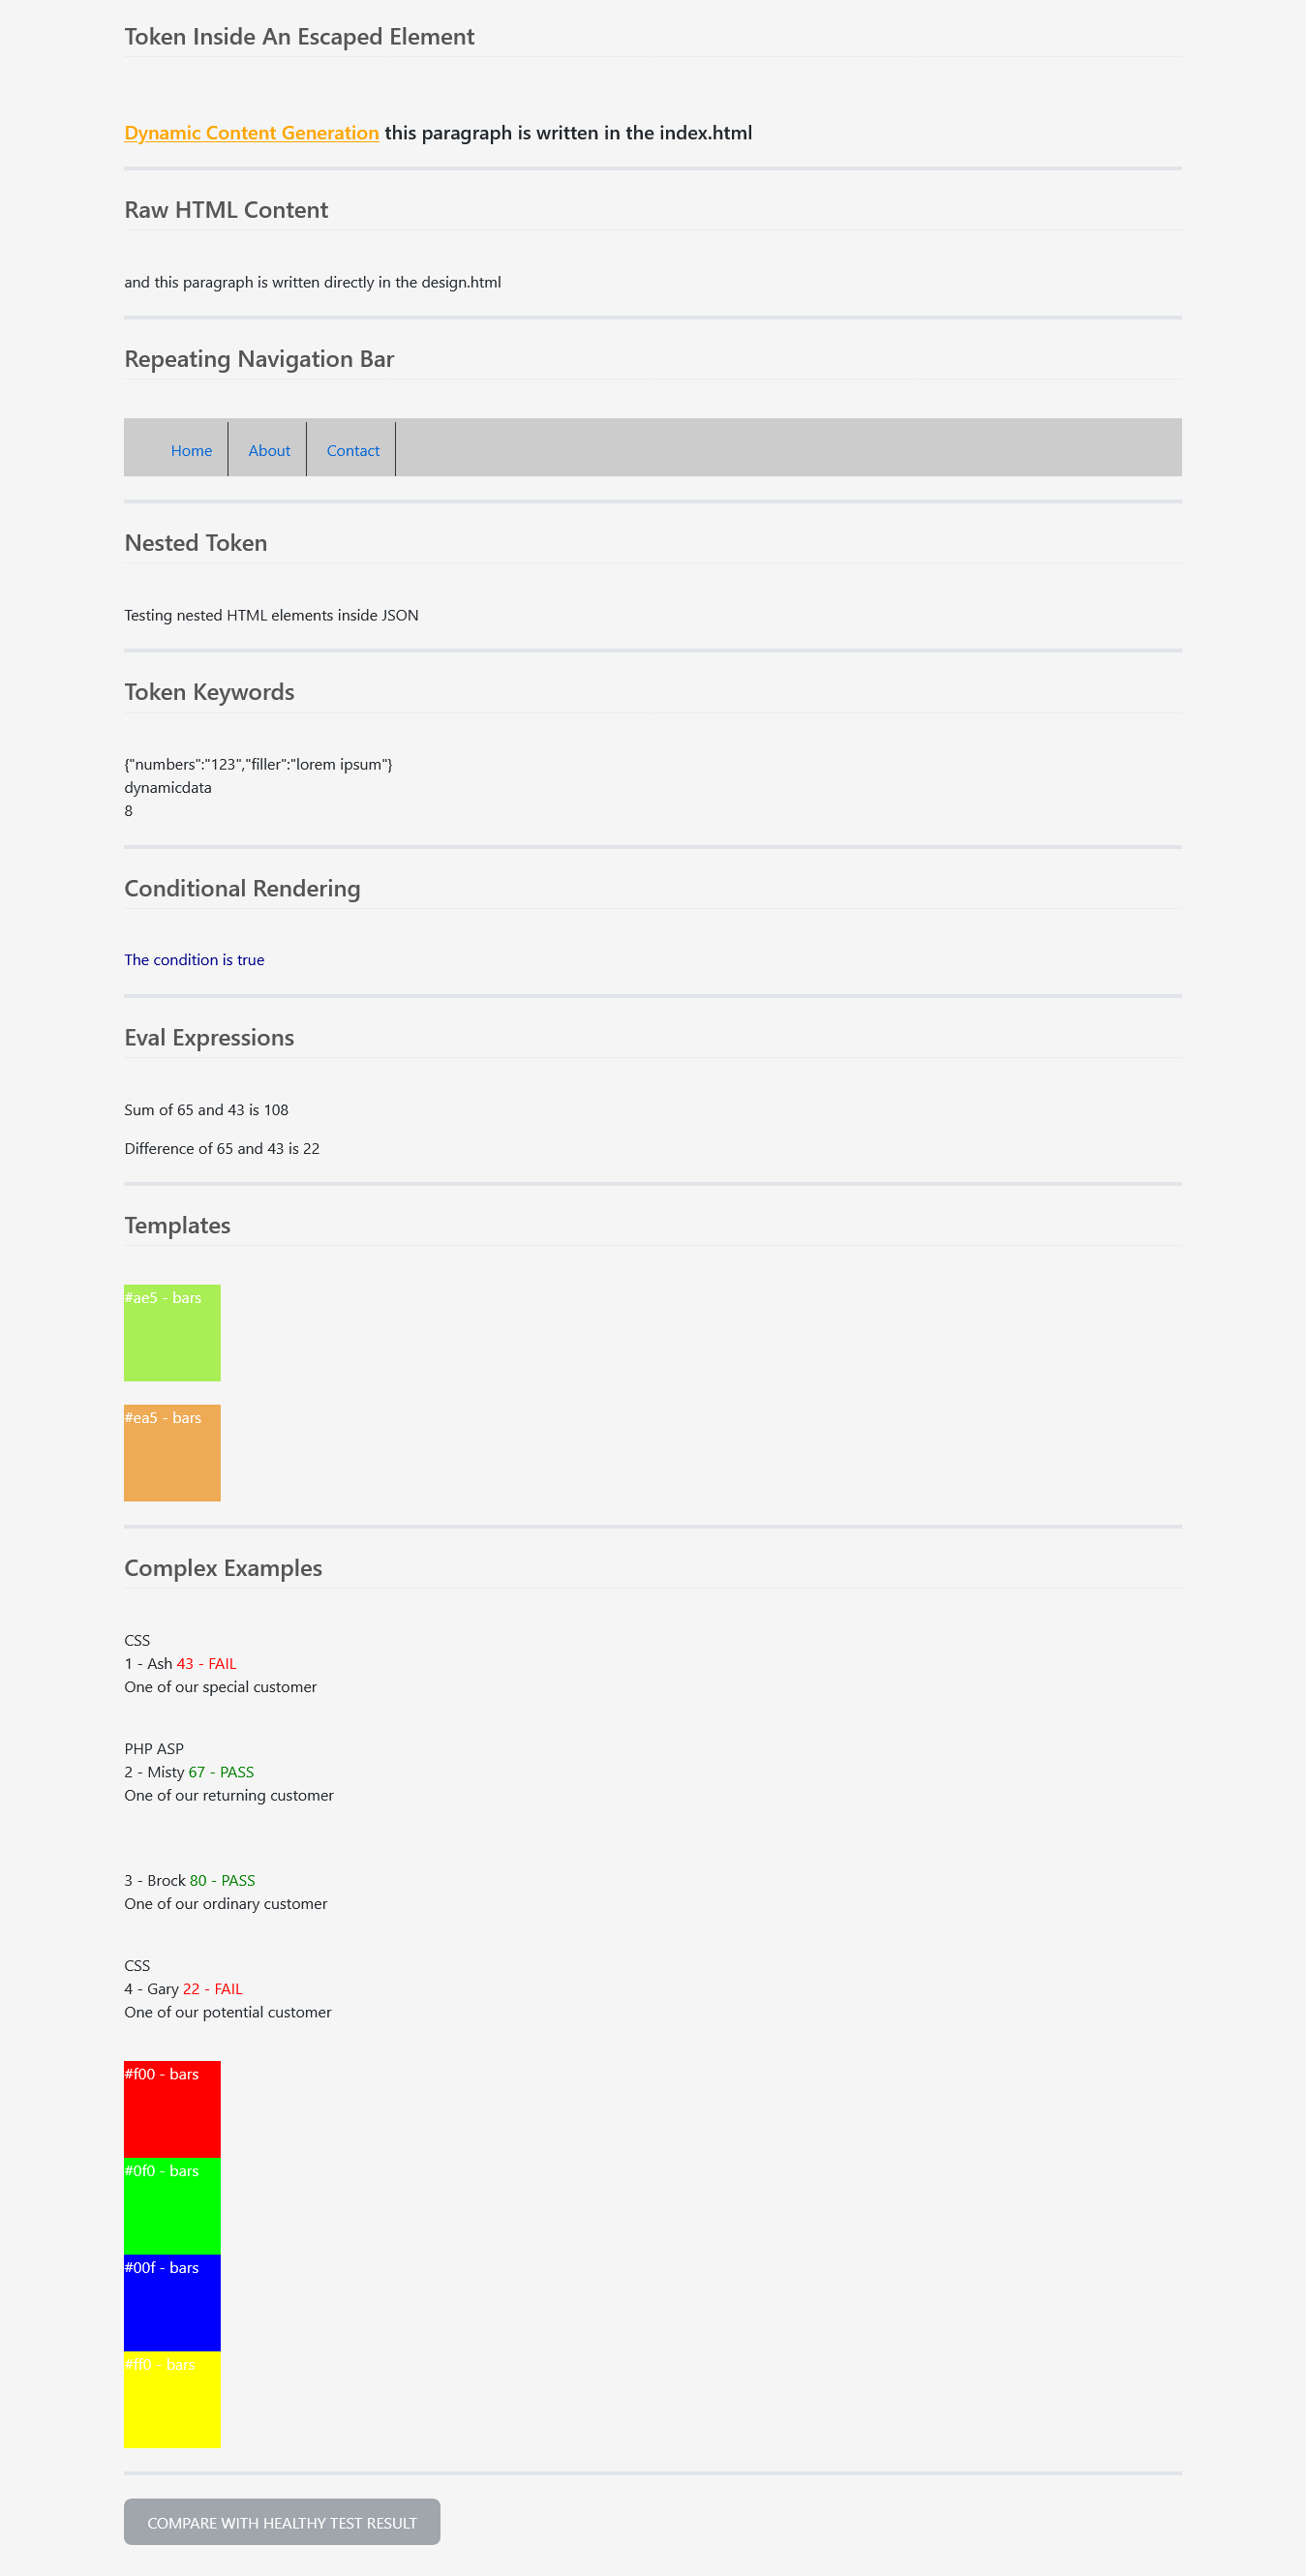 Token Inside An Escaped Element
Dynamic Content Generation this paragraph is written in the index.html
Raw HTML Content
and this paragraph is written directly in the design.html
Repeating Navigation Bar
Home About Contact
Nested Token
Testing nested HTML elements inside JSON
Token Keywords
{"numbers":"123","filler":"lorem ipsum"}
dynamicdata
8
Conditional Rendering
The condition is true
Eval Expressions
Sum of 65 and 43 is 108
Difference of 65 and 43 is 22
Templates
#ae5 - bars
#ea5 - bars
Complex Examples
CSS
1 - Ash 43 - FAIL
One of our special customer
PHP ASP
2 - Misty 67 - PASS
One of our returning customer
3 - Brock 80 - PASS
One of our ordinary customer
CSS
4 - Gary 22 - FAIL
One of our potential customer
#f00 - bars
#0f0 - bars
#00f - bars
#ff0 - bars
COMPARE WITH HEALTHY TEST RESULT